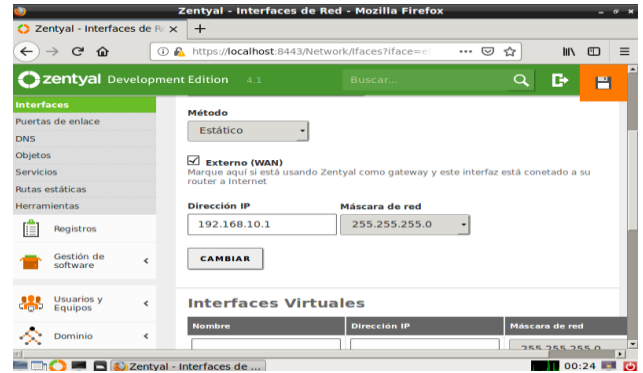 Zentyal - Interfaces de Red - Mozilla Firefox
Zentyal - Interfaces de R
https://localhost:8443/Network/Ifaces?iface=e
zentyal Development Edition 4.1
Buscar...
Interfaces
Puertas de enlace
DNS
Objetos
Servicios
Rutas estáticas
Herramientas
Registros
Gestión de
software
Usuarios y
Equipos
Dominio
Método
Estático
Externo (WAN)
Marque aquí si está usando Zentyal como gateway y este interfaz está conetado a su
router a Internet
Dirección IP Máscara de red
192.168.10.1 255.255.255.0
CAMBIAR
Interfaces Virtuales
Nombre Dirección IP Máscara de red
255.255.255.0
Zentyal - Interfaces de ...
00:24